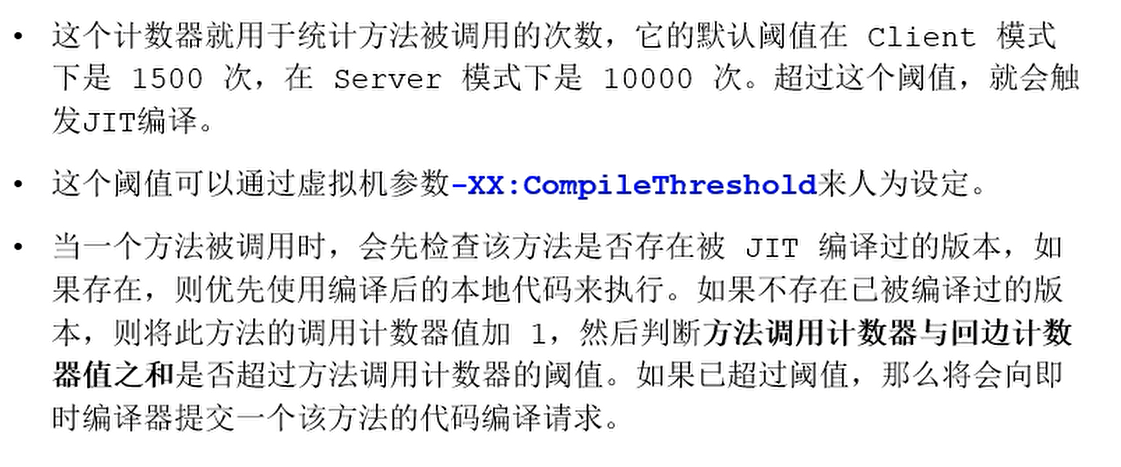 • 这个计数器就用于统计方法被调用的次数，它的默认阈值在 Client 模式
下是 1500 次，在 Server 模式下是 10000 次。超过这个阈值，就会触
发JIT编译。
• 这个阈值可以通过虚拟机参数-XX:CompileThreshold来人为设定。
• 当一个方法被调用时，会先检查该方法是否存在被 JIT 编译过的版本，如
果存在，则优先使用编译后的本地代码来执行。如果不存在已被编译过的版
本，则将此方法的调用计数器值加 1，然后判断方法调用计数器与回边计数
器值之和是否超过方法调用计数器的阈值。如果已超过阈值，那么将会向即
时编译器提交一个该方法的代码编译请求。